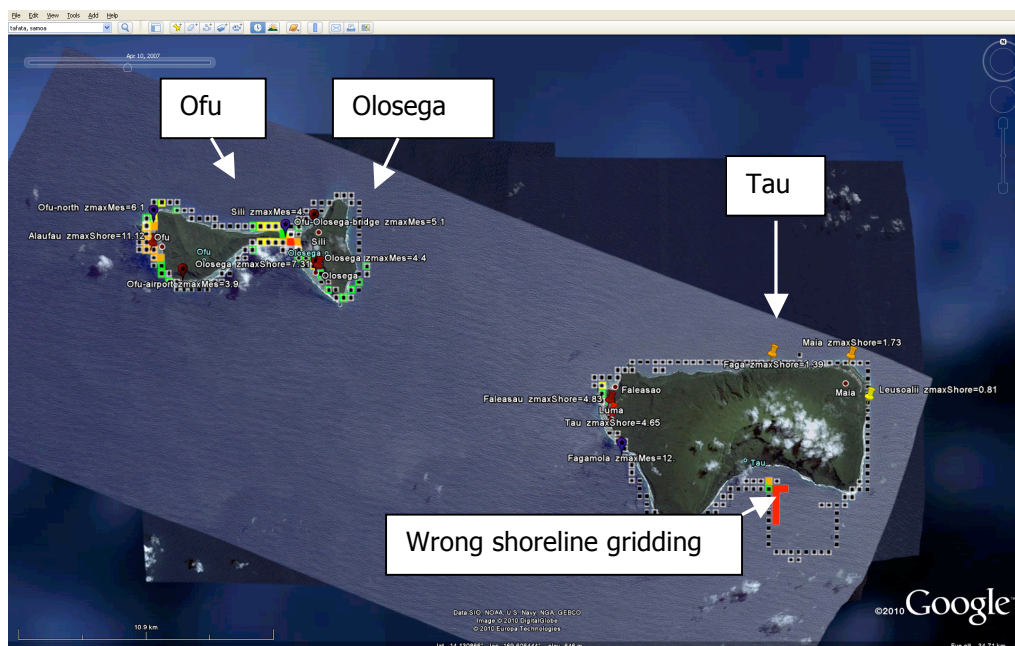 File Edit View Tools Add Help
tafata, samoa
Apr 10, 2007
N
Ofu
Olosega
Tau
Ofu-north zmaxMes=6.1
Sili zmaxMes=4
Ofu-Olosega-bridge zmaxMes=5.1
Alaufau zmaxShore=11.12
Ofu
Sili
Ofu
Olosega
Olosega zmaxMes=4.4
Olosega zmaxShore=7.31
Olosega
Ofu-airport zmaxMes=3.9
Maia zmaxShore=1.73
Faga zmaxShore=1.39
Faleasao
Maia
Leusoalii zmaxShore=0.81
Faleasau zmaxShore=4.83
Luma
Tau zmaxShore=4.65
Fagamola zmaxMes=12.
Tau
Wrong shoreline gridding
Data SIO, NOAA, U.S. Navy, NGA, GEBCO
Image © 2010 DigitalGlobe
© 2010 Europa Technologies
©2010 Google
10.9 km